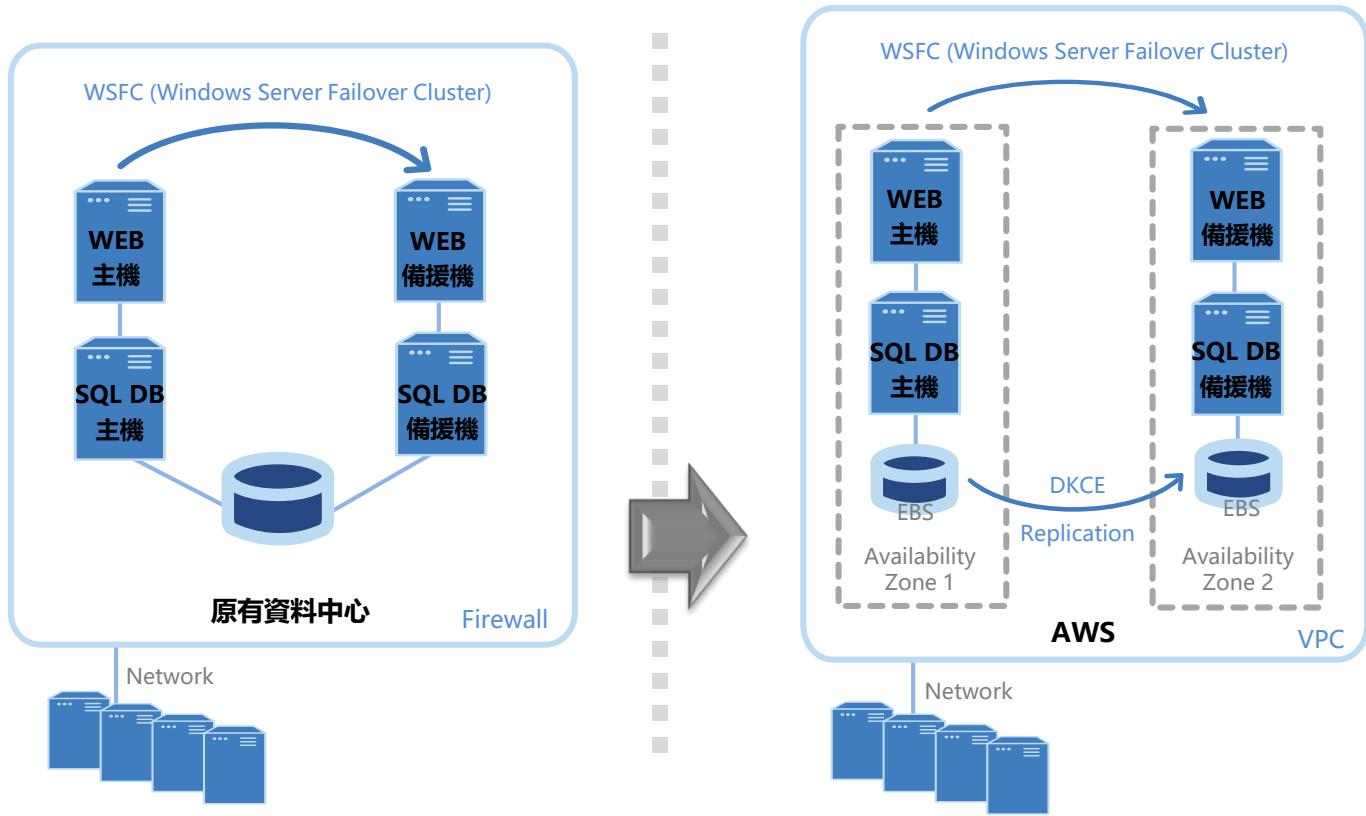 WSFC (Windows Server Failover Cluster)
WEB
主機
WEB
備援機
SQL DB
主機
SQL DB
備援機
原有資料中心
Firewall
Network
WSFC (Windows Server Failover Cluster)
WEB
主機
WEB
備援機
SQL DB
主機
SQL DB
備援機
EBS
DKCE
Replication
EBS
Availability
Zone 1
Availability
Zone 2
AWS
VPC
Network